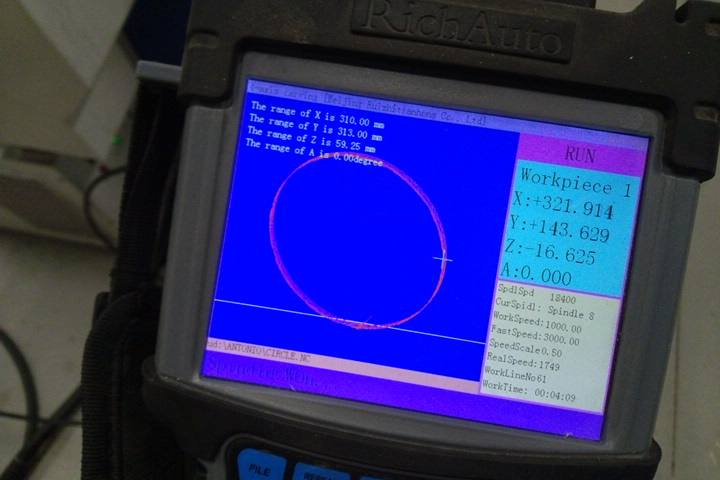 RichAuto
The range of X is 310.00 mm
The range of Y is 313.00 mm
The range of Z is 59.25 mm
The range of A is 0.00degree
RUN
Workpiece 1
X:+321.914
Y:+143.629
Z:-16.625
A:0.000
SpdlSpd 18400
CurSpidl: Spindle 8
WorkSpeed:1000.00
FastSpeed:3000.00
SpeedScale0.50
RealSpeed:1749
WorkLineNo61
WorkTime: 00:04:09
ud:\ANTONIO\CIRCLE.NC
FILE